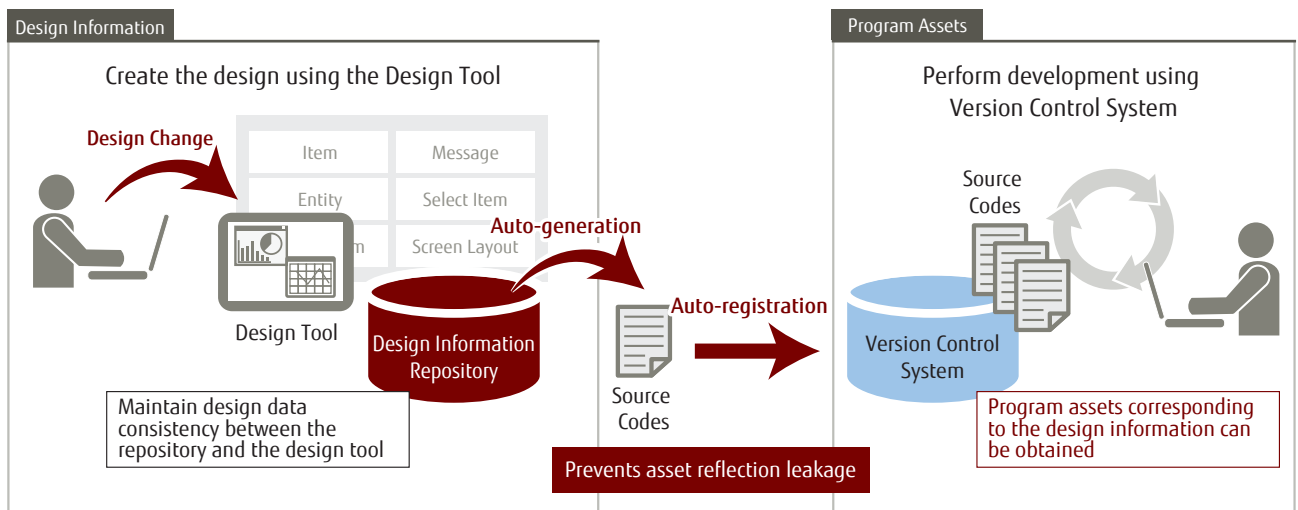 Design Information
Create the design using the Design Tool
Design Change
Item
Message
Entity
Select Item
Screen Layout
Auto-generation
Design Tool
Design Information
Repository
Maintain design data
consistency between the
repository and the design tool
Source
Codes
Auto-registration
Prevents asset reflection leakage
Program Assets
Perform development using
Version Control System
Source
Codes
Version Control
System
Program assets corresponding
to the design information can
be obtained